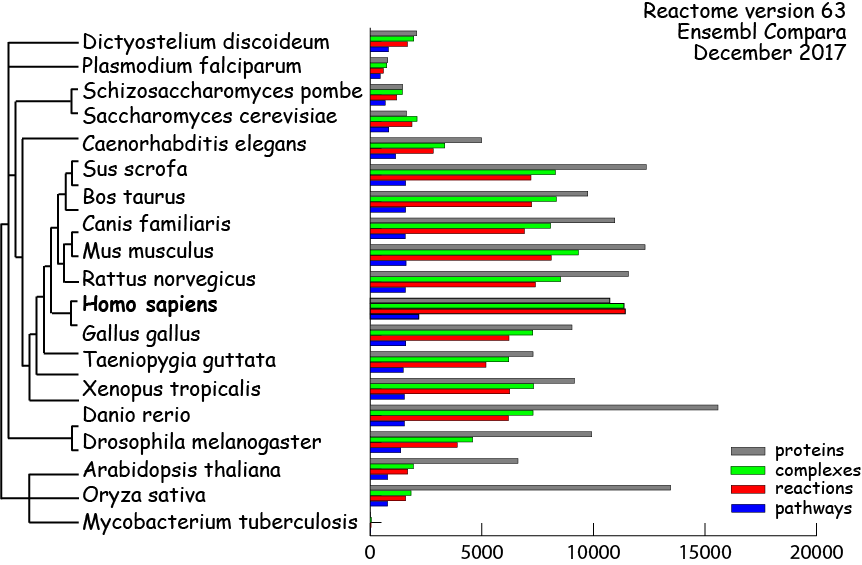 Reactome version 63
Ensembl Compara
December 2017
Dictyostelium discoideum
Plasmodium falciparum
Schizosaccharomyces pombe
Saccharomyces cerevisiae
Caenorhabditis elegans
Sus scrofa
Bos taurus
Canis familiaris
Mus musculus
Rattus norvegicus
Homo sapiens
Gallus gallus
Taeniopygia guttata
Xenopus tropicalis
Danio rerio
Drosophila melanogaster
Arabidopsis thaliana
Oryza sativa
Mycobacterium tuberculosis
proteins
complexes
reactions
pathways
0 5000 10000 15000 20000